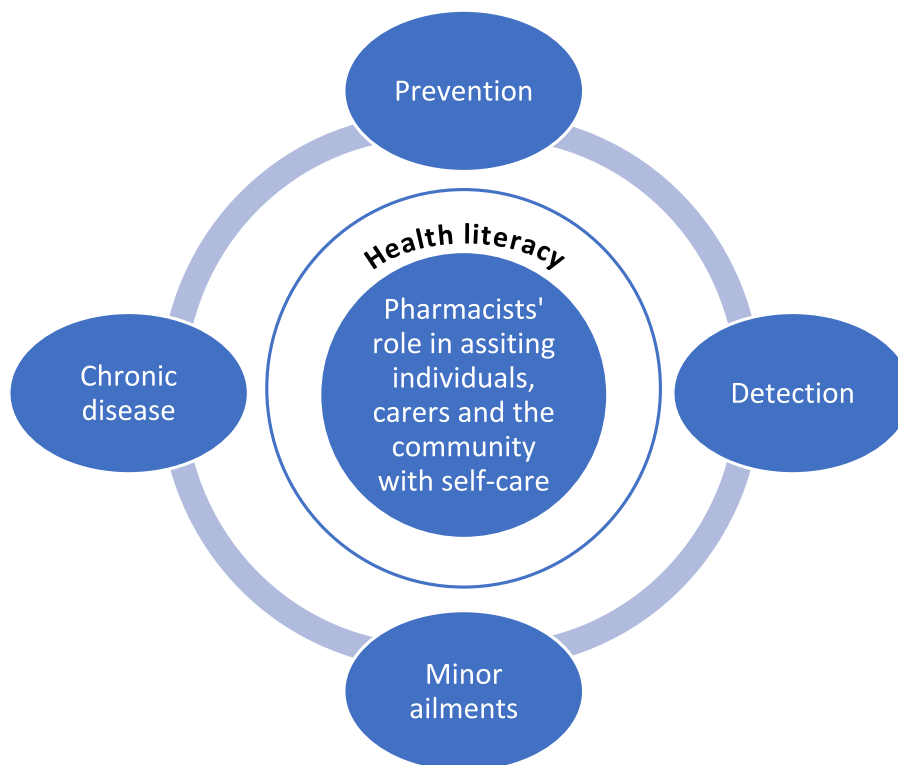 Prevention
Health literacy
Pharmacists'
role in assiting
individuals,
carers and the
community
with self-care
Chronic
disease
Detection
Minor
ailments